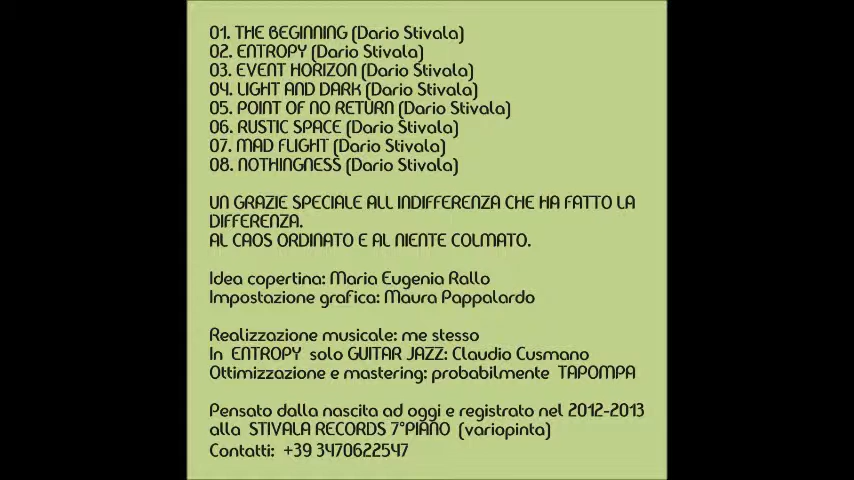 01. THE BEGINNING (Dario Stivala)
02. ENTROPY (Dario Stivala)
03. EVENT HORIZON (Dario Stivala)
04. LIGHT AND DARK (Dario Stivala)
05. POINT OF NO RETURN (Dario Stivala)
06. RUSTIC SPACE (Dario Stivala)
07. MAD FLIGHT (Dario Stivala)
08. NOTHINGNESS (Dario Stivala)
UN GRAZIE SPECIALE ALL INDIFFERENZA CHE HA FATTO LA
DIFFERENZA.
AL CAOS ORDINATO E AL NIENTE COLMATO.
Idea copertina: Maria Eugenia Rallo
Impostazione grafica: Maura Pappalardo
Realizzazione musicale: me stesso
In ENTROPY solo GUITAR JAZZ: Claudio Cusmano
Ottimizzazione e mastering: probabilmente TAPOMPA
Pensato dalla nascita ad oggi e registrato nel 2012-2013
alla STIVALA RECORDS 7°PIANO (variopinta)
Contatti: +39 3470622547